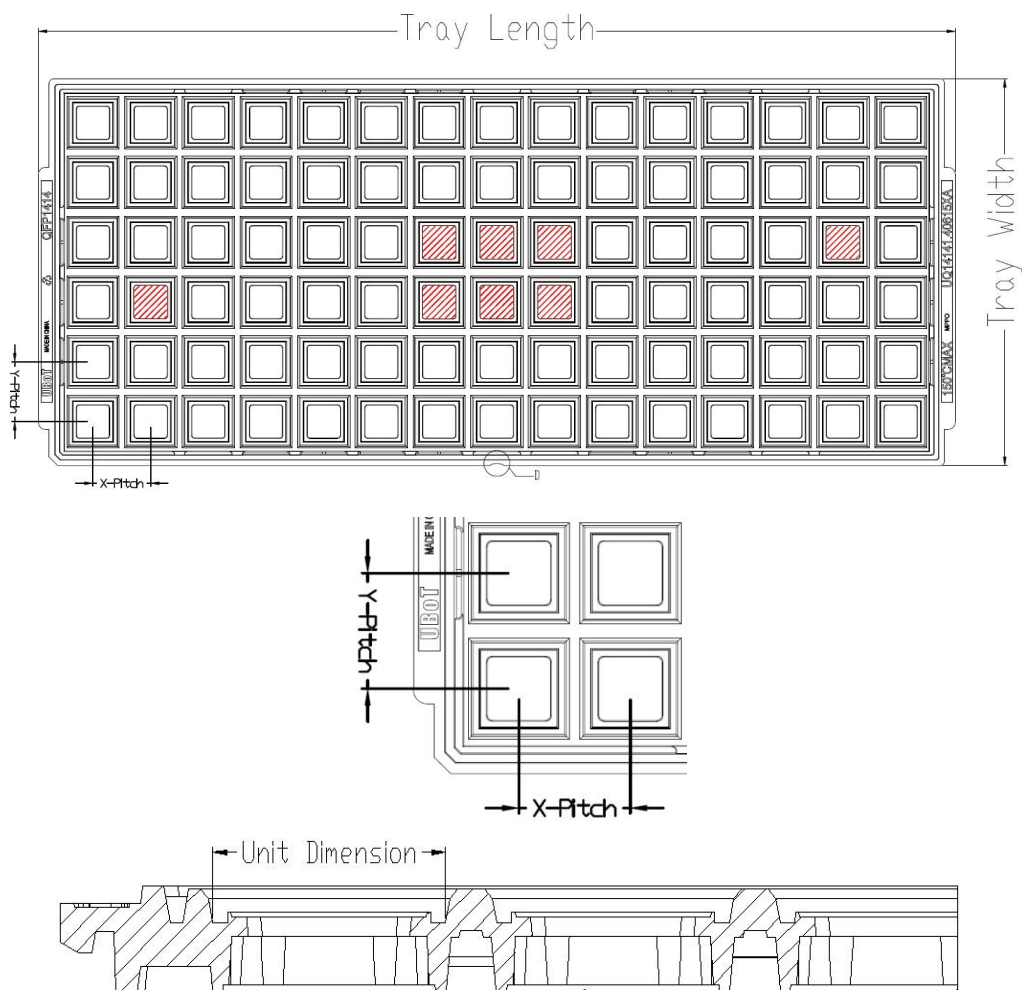 Tray Length
Tray Width
QFP1414
MADE IN CHINA
UBoT
UQ14141.40615XA
MPPO
150°CMAX
Y-Pitch
X-Pitch
D
MADE IN C
UBoT
Y-Pitch
X-Pitch
Unit Dimension